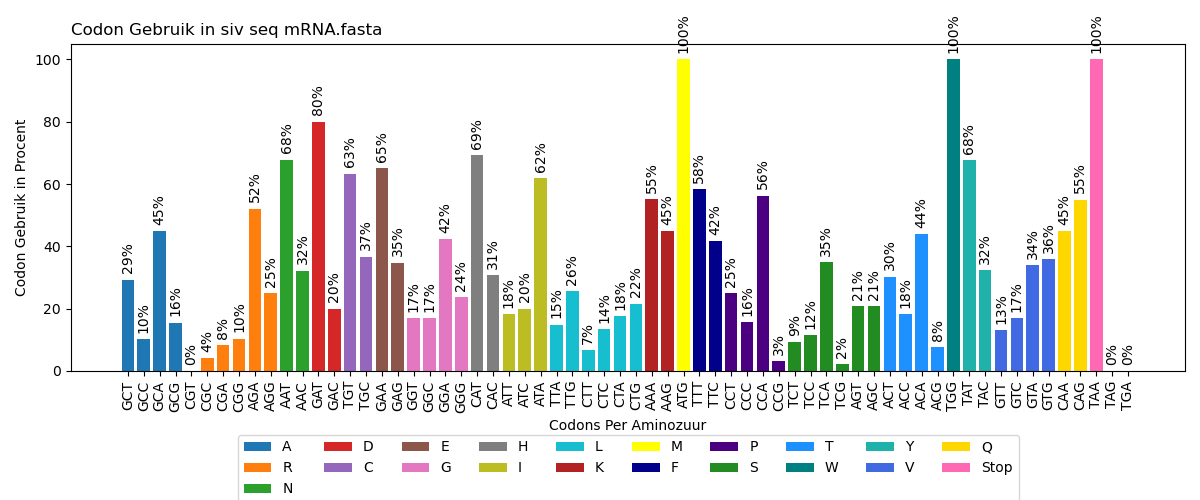 Codon Gebruik in siv seq mRNA.fasta
Codon Gebruik in Procent
100
80
60
40
20
0
29% 10% 45% 16% 0% 4% 8% 10% 52% 25% 68% 32% 80% 20% 63% 37% 65% 35% 17% 17% 42% 24% 69% 31% 18% 20% 62% 15% 26% 7% 14% 18% 22% 55% 45% 100% 58% 42% 25% 16% 56% 3% 9% 12% 35% 2% 21% 21% 30% 18% 44% 8% 100% 68% 32% 13% 17% 34% 36% 45% 55% 100% 0% 0%
GCT GCC GCA GCG CGT CGC CGA CGG AGA AGG AAT AAC GAT GAC TGT TGC GAA GAG GGT GGC GGA GGG CAT CAC ATT ATC ATA TTA TTG CTT CTC CTA CTG AAA AAG ATG TTT TTC CCT CCC CCA CCG TCT TCC TCA TCG AGT AGC ACT ACC ACA ACG TGG TAT TAC GTT GTC GTA GTG CAA CAG TAA TAG TGA
Codons Per Aminozuur
A D E H L M P T Y Q
R C G I K F S W V Stop
N